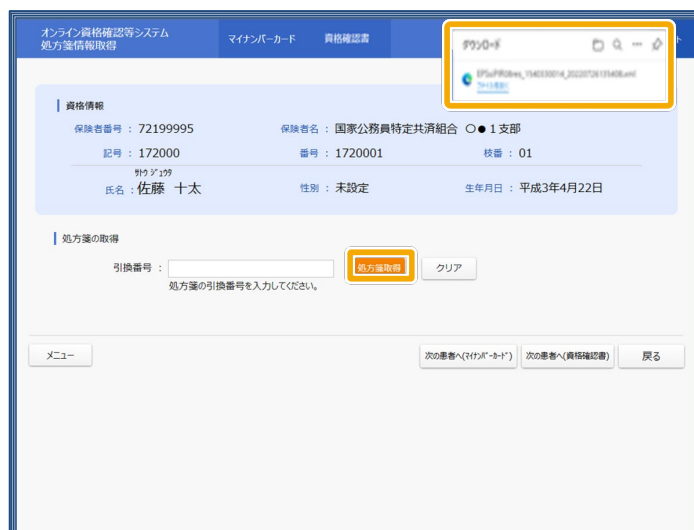 オンライン資格確認等システム
処方箋情報取得
マイナンバーカード 資格確認書
ト
ダウンロード
ファイルを開く
資格情報
保険者番号 : 72199995 保険者名 : 国家公務員特定共済組合 〇●1支部
記号 : 172000 番号 : 1720001 枝番 : 01
ｻﾄｳ ｼﾞｭｳﾀ
氏名 : 佐藤 十太 性別 : 未設定 生年月日 : 平成3年4月22日
処方箋の取得
引換番号 : 処方箋取得 クリア
処方箋の引換番号を入力してください。
メニュー 次の患者へ(ﾏｲﾅﾝﾊﾞｰｶｰﾄﾞ) 次の患者へ(資格確認書) 戻る